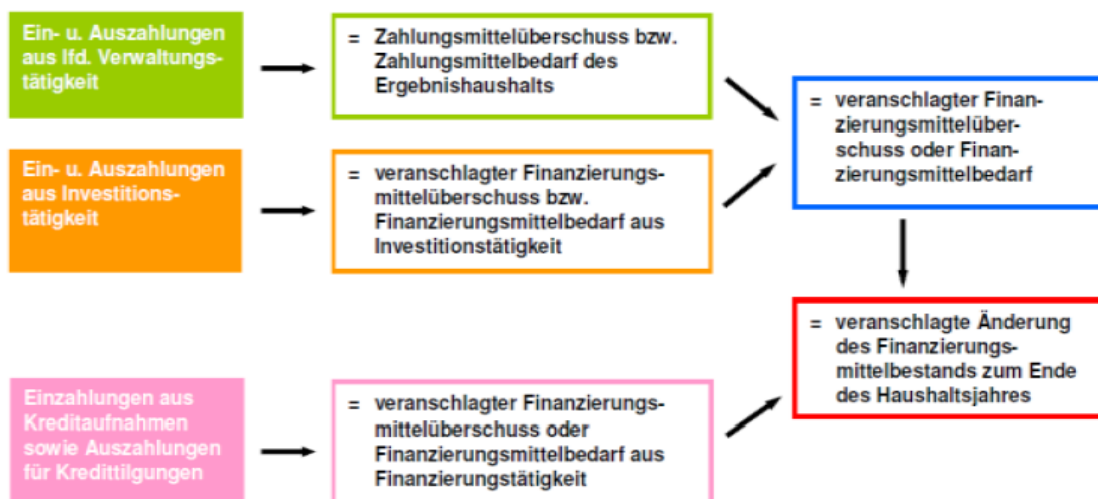 Ein- u. Auszahlungen
aus lfd. Verwaltungs-
tätigkeit
= Zahlungsmittelüberschuss bzw.
Zahlungsmittelbedarf des
Ergebnishaushalts
= veranschlagter Finan-
zierungsmittelüber-
schuss oder Finan-
zierungsmittelbedarf
Ein- u. Auszahlungen
aus Investitions-
tätigkeit
= veranschlagter Finanzierungs-
mittelüberschuss bzw.
Finanzierungsmittelbedarf aus
Investitionstätigkeit
= veranschlagte Änderung
des Finanzierungs-
mittelbestands zum Ende
des Haushaltsjahres
Einzahlungen aus
Kreditaufnahmen
sowie Auszahlungen
für Kredittilgungen
= veranschlagter Finanzierungs-
mittelüberschuss oder
Finanzierungsmittelbedarf aus
Finanzierungstätigkeit